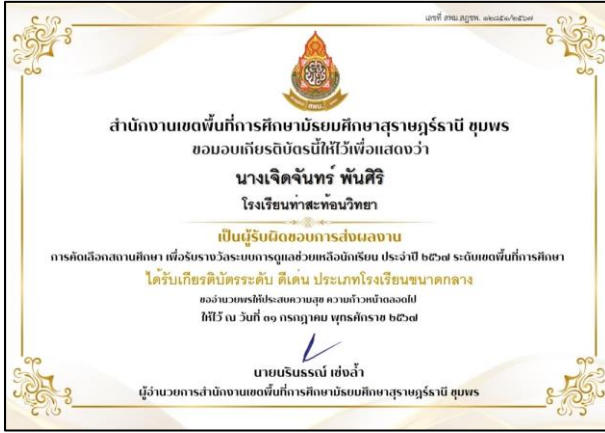 เลขที่ สพม.สฎชพ. ๑๒๘๕๑/๒๕๖๗
สพม.
สำนักงานเขตพื้นที่การศึกษามัธยมศึกษาสุราษฎร์ธานี ชุมพร
ขอมอบเกียรติบัตรนี้ให้ไว้เพื่อแสดงว่า
นางเจิดจันทร์ พันศิริ
โรงเรียนท่าสะท้อนวิทยา
เป็นผู้รับผิดชอบการส่งผลงาน
การคัดเลือกสถานศึกษา เพื่อรับรางวัลระบบการดูแลช่วยเหลือนักเรียน ประจำปี ๒๕๖๗ ระดับเขตพื้นที่การศึกษา
ได้รับเกียรติบัตรระดับ ดีเด่น ประเภทโรงเรียนขนาดกลาง
ขออำนวยพรให้ประสบความสุข ความก้าวหน้าตลอดไป
ให้ไว้ ณ วันที่ ๓๑ กรกฎาคม พุทธศักราช ๒๕๖๗
นายนรินธรณ์ เซ่งล้ำ
ผู้อำนวยการสำนักงานเขตพื้นที่การศึกษามัธยมศึกษาสุราษฎร์ธานี ชุมพร